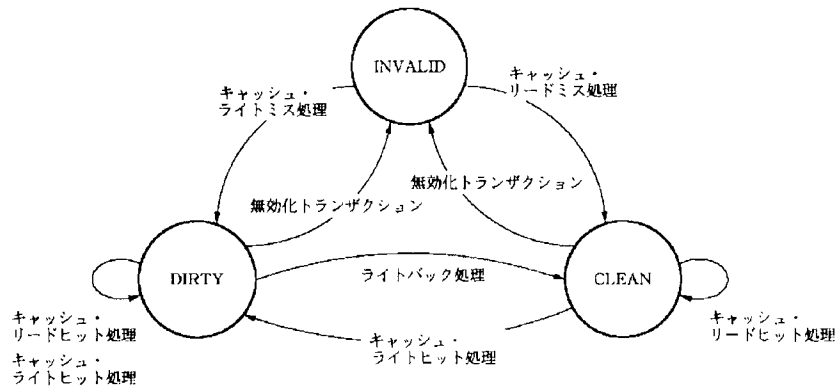 INVALID
キャッシュ・
ライトミス処理
キャッシュ・
リードミス処理
無効化トランザクション
無効化トランザクション
DIRTY
ライトバック処理
CLEAN
キャッシュ・
リードヒット処理
キャッシュ・
ライトヒット処理
キャッシュ・
ライトヒット処理
キャッシュ・
リードヒット処理